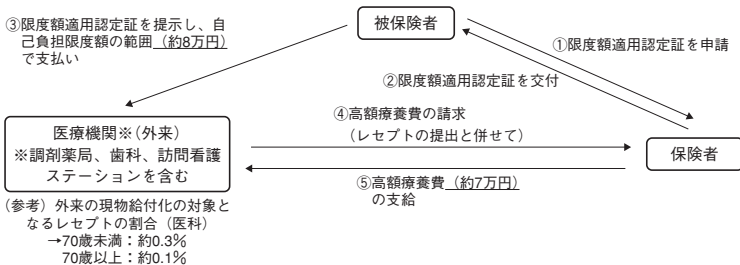 ③限度額適用認定証を提示し、自
己負担限度額の範囲（約8万円）
で支払い
被保険者
①限度額適用認定証を申請
②限度額適用認定証を交付
医療機関※（外来）
※調剤薬局、歯科、訪問看護
ステーションを含む
④高額療養費の請求
（レセプトの提出と併せて）
保険者
⑤高額療養費（約7万円）
の支給
（参考）外来の現物給付化の対象と
なるレセプトの割合（医科）
→70歳未満：約0.3％
70歳以上：約0.1％